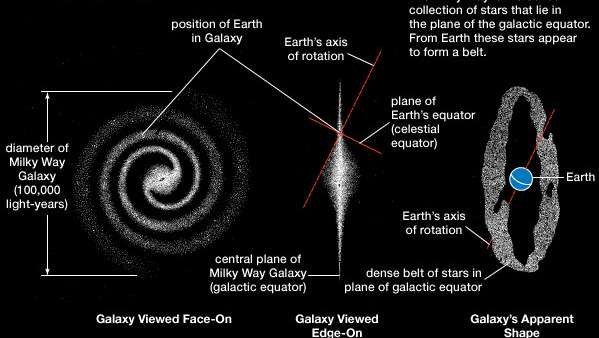 collection of stars that lie in
the plane of the galactic equator.
From Earth these stars appear
to form a belt.
position of Earth
in Galaxy
Earth's axis
of rotation
plane of
Earth's equator
(celestial
equator)
diameter of
Milky Way
Galaxy
(100,000
light-years)
Earth
Earth's axis
of rotation
central plane of
Milky Way Galaxy
(galactic equator)
dense belt of stars in
plane of galactic equator
Galaxy Viewed Face-On
Galaxy Viewed
Edge-On
Galaxy's Apparent
Shape